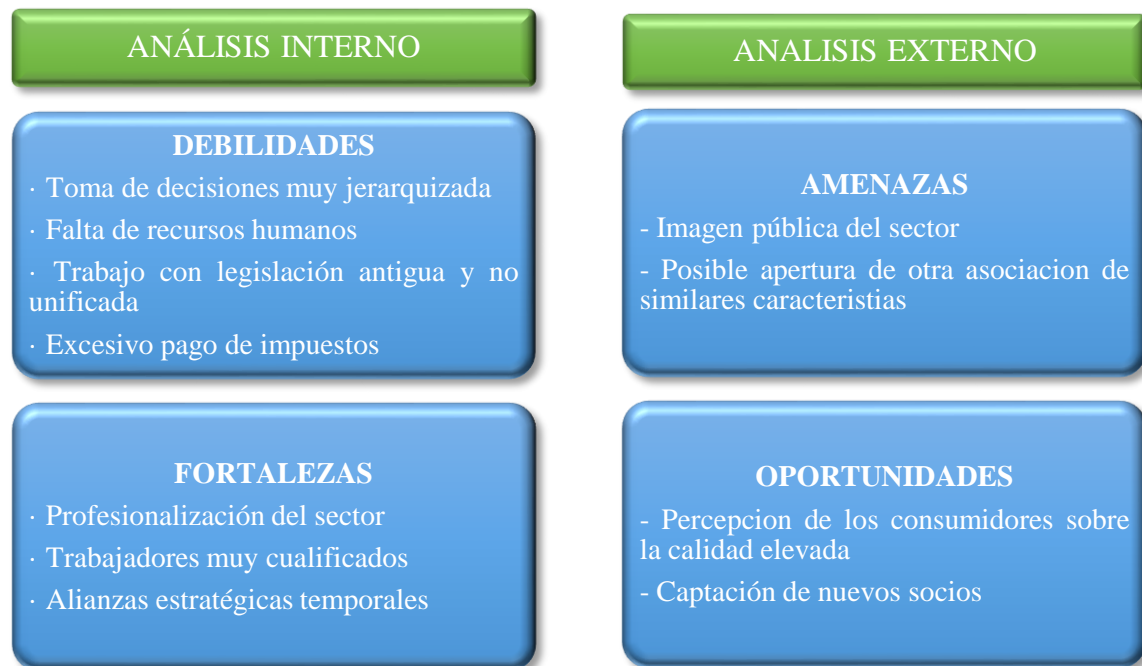 ANÁLISIS INTERNO
DEBILIDADES
· Toma de decisiones muy jerarquizada
· Falta de recursos humanos
· Trabajo con legislación antigua y no
unificada
· Excesivo pago de impuestos
FORTALEZAS
· Profesionalización del sector
· Trabajadores muy cualificados
· Alianzas estratégicas temporales
ANALISIS EXTERNO
AMENAZAS
- Imagen pública del sector
- Posible apertura de otra asociacion de
similares caracteristias
OPORTUNIDADES
- Percepcion de los consumidores sobre
la calidad elevada
- Captación de nuevos socios